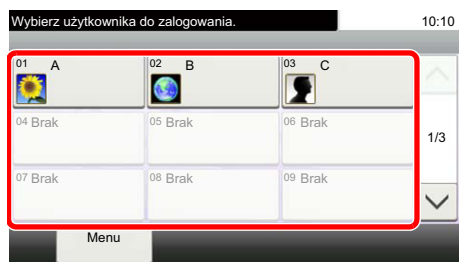 Wybierz użytkownika do zalogowania. 10:10
01 A 02 B 03 C
04 Brak 05 Brak 06 Brak
1/3
07 Brak 08 Brak 09 Brak
Menu